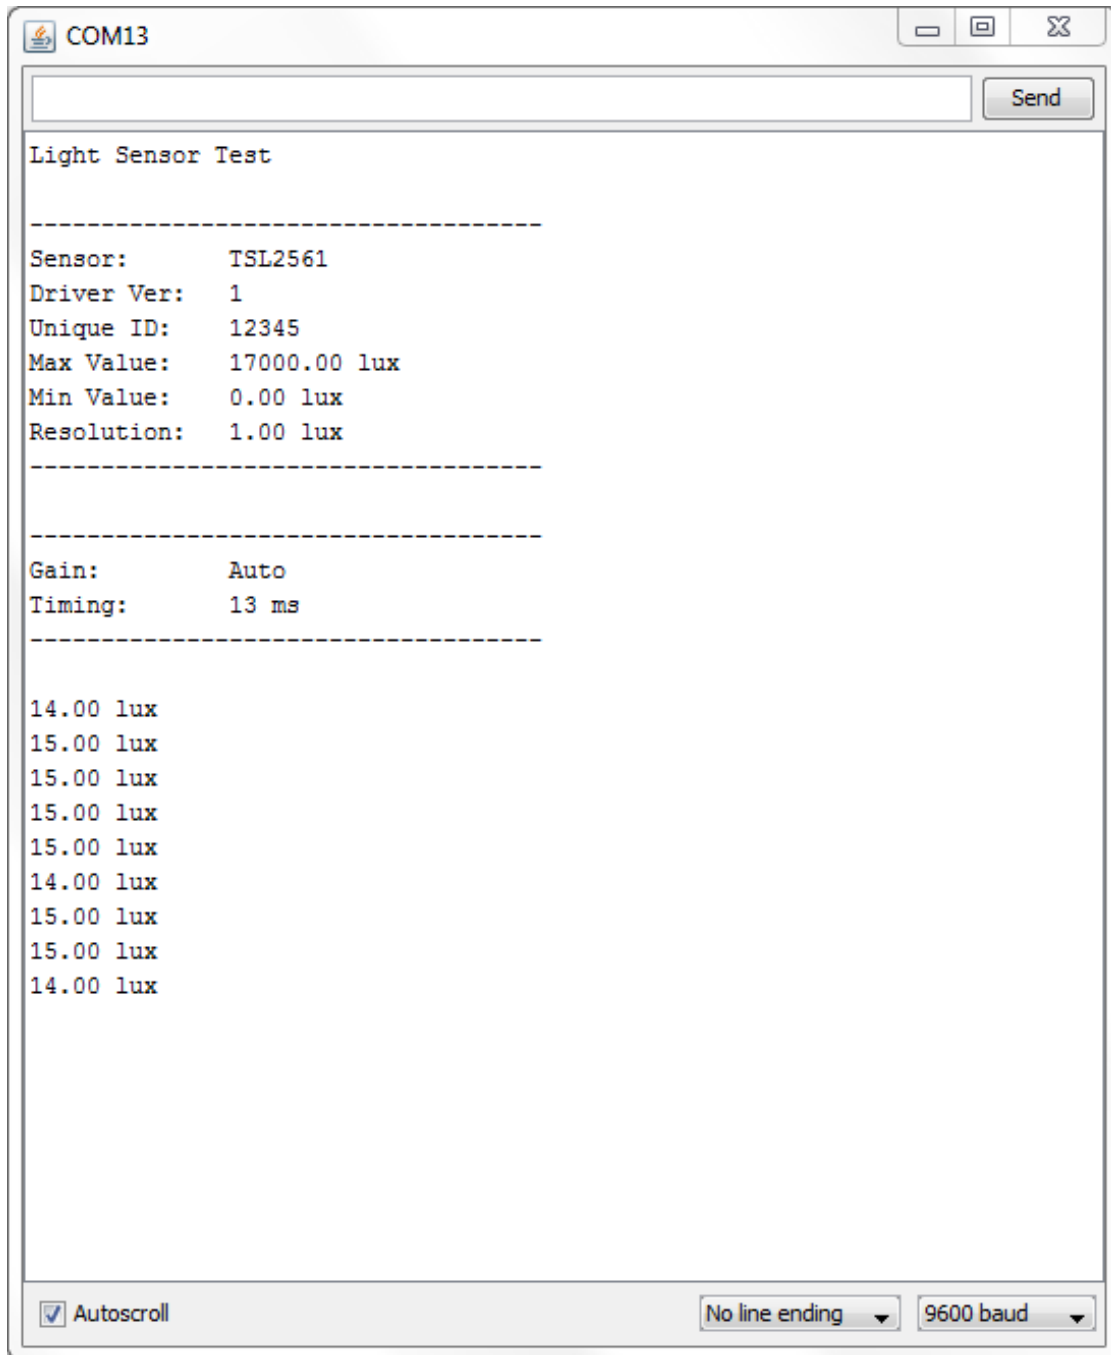 COM13
Send
Light Sensor Test
------------------------------------
Sensor:       TSL2561
Driver Ver:   1
Unique ID:    12345
Max Value:    17000.00 lux
Min Value:    0.00 lux
Resolution:   1.00 lux
------------------------------------
------------------------------------
Gain:         Auto
Timing:       13 ms
------------------------------------
14.00 lux
15.00 lux
15.00 lux
15.00 lux
15.00 lux
14.00 lux
15.00 lux
15.00 lux
14.00 lux
Autoscroll
No line ending
9600 baud